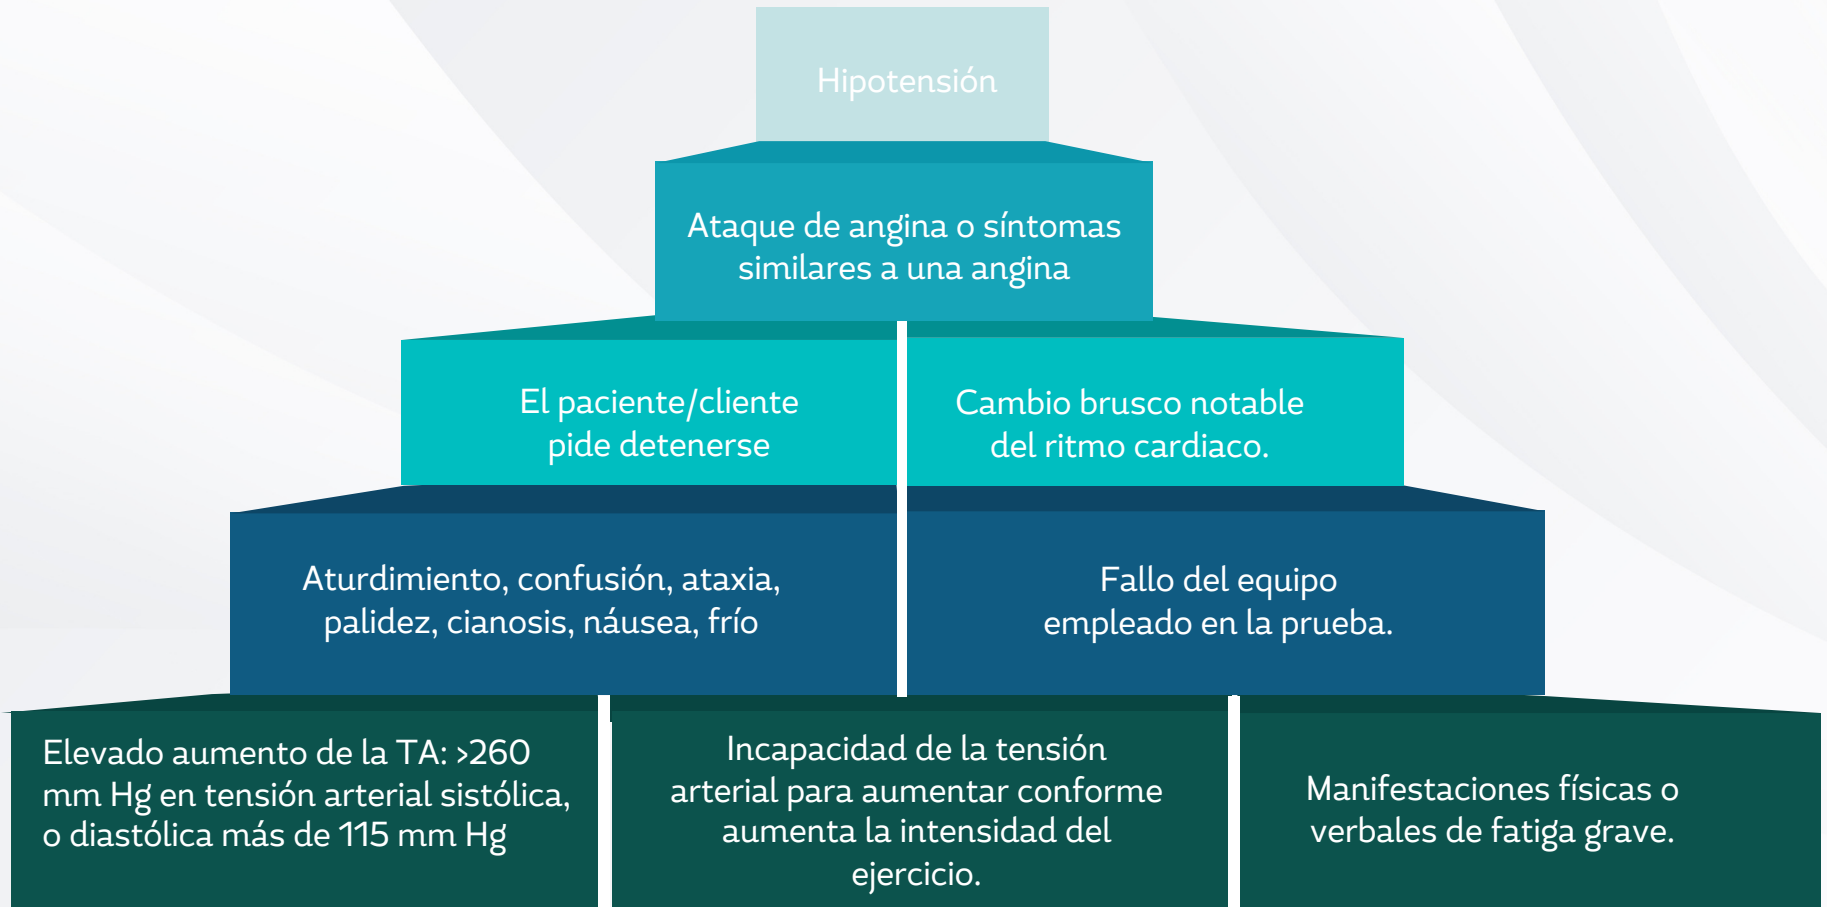 Hipotensión
Ataque de angina o síntomas
similares a una angina
El paciente/cliente
pide detenerse
Cambio brusco notable
del ritmo cardiaco.
Aturdimiento, confusión, ataxia,
palidez, cianosis, náusea, frío
Fallo del equipo
empleado en la prueba.
Elevado aumento de la TA: >260
mm Hg en tensión arterial sistólica,
o diastólica más de 115 mm Hg
Incapacidad de la tensión
arterial para aumentar conforme
aumenta la intensidad del
ejercicio.
Manifestaciones físicas o
verbales de fatiga grave.